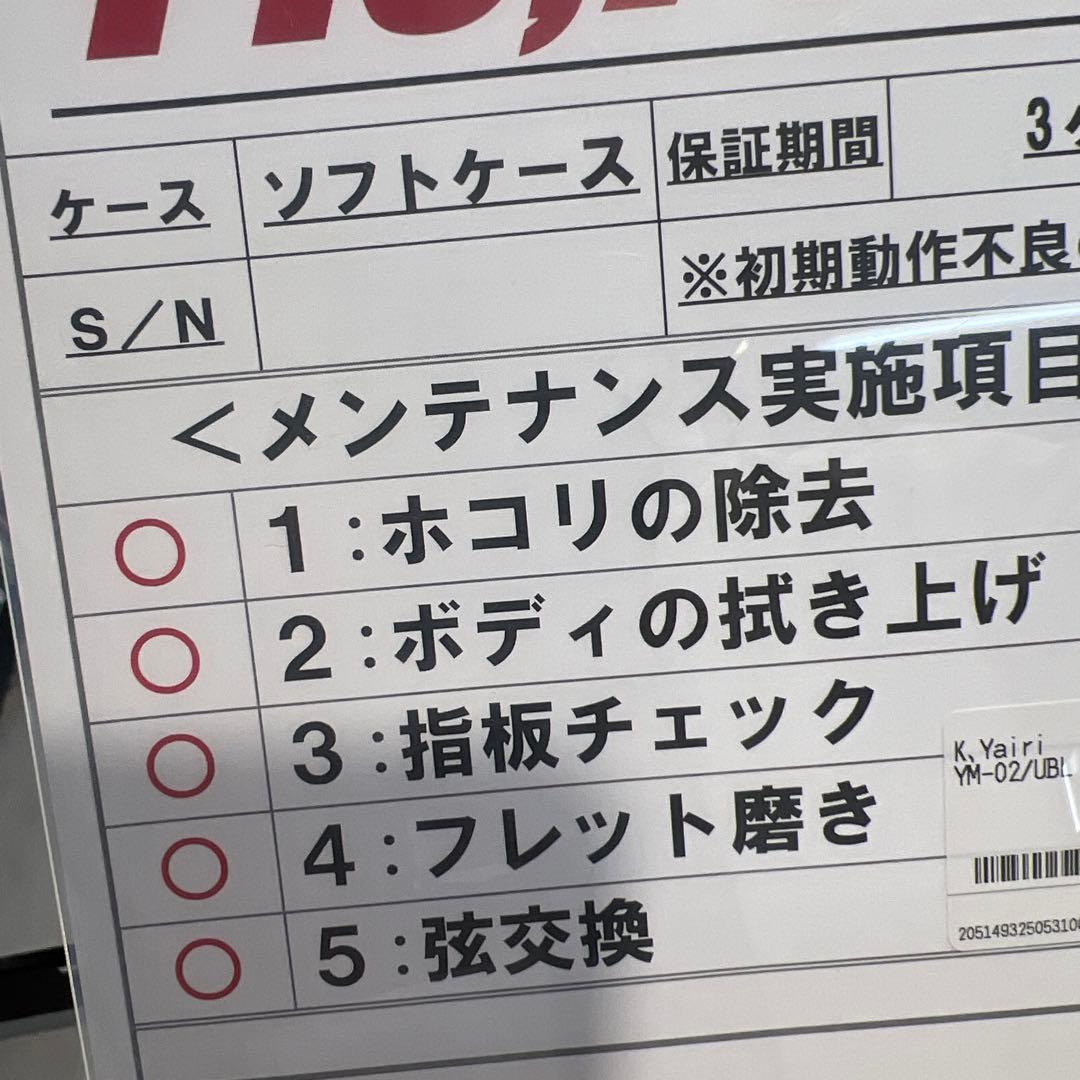 ケース ソフトケース 保証期間 3ヶ
S／N ※初期動作不良
＜メンテナンス実施項目
○ 1：ホコリの除去
○ 2：ボディの拭き上げ
○ 3：指板チェック
○ 4：フレット磨き
○ 5：弦交換
K,Yairi
YM-02/UBL
2051493250531